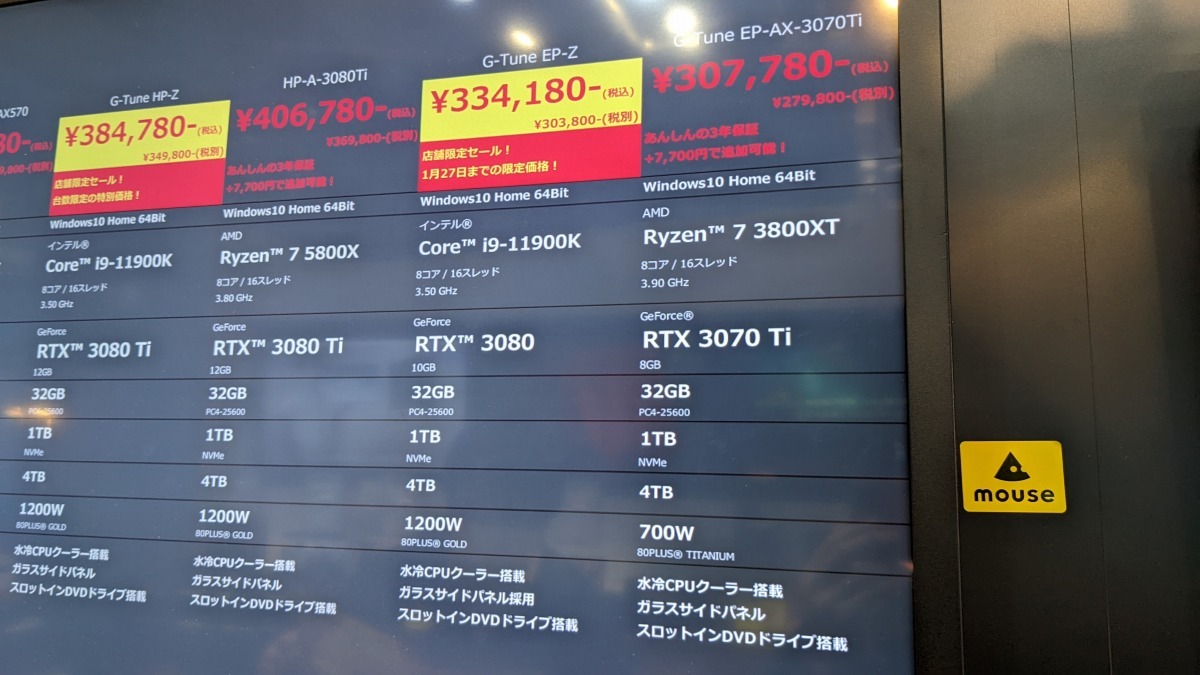 AX570
80-(税込)
9,800-(税別)
G-Tune HP-Z
¥384,780-(税込)
¥349,800-(税別)
店舗限定セール！
台数限定の特別価格！
Windows10 Home 64Bit
インテル®
Core™ i9-11900K
8コア / 16スレッド
3.50 GHz
GeForce
RTX™ 3080 Ti
12GB
32GB
PC4-25600
1TB
NVMe
4TB
1200W
80PLUS® GOLD
水冷CPUクーラー搭載
ガラスサイドパネル
スロットインDVDドライブ搭載
HP-A-3080Ti
¥406,780-(税込)
¥369,800-(税別)
あんしんの3年保証
+7,700円で追加可能！
Windows10 Home 64Bit
AMD
Ryzen™ 7 5800X
8コア / 16スレッド
3.80 GHz
GeForce
RTX™ 3080 Ti
12GB
32GB
PC4-25600
1TB
NVMe
4TB
1200W
80PLUS® GOLD
水冷CPUクーラー搭載
ガラスサイドパネル
スロットインDVDドライブ搭載
G-Tune EP-Z
¥334,180-(税込)
¥303,800-(税別)
店舗限定セール！
1月27日までの限定価格！
Windows10 Home 64Bit
インテル®
Core™ i9-11900K
8コア / 16スレッド
3.50 GHz
GeForce
RTX™ 3080
10GB
32GB
PC4-25600
1TB
NVMe
4TB
1200W
80PLUS® GOLD
水冷CPUクーラー搭載
ガラスサイドパネル採用
スロットインDVDドライブ搭載
G-Tune EP-AX-3070Ti
¥307,780-(税込)
¥279,800-(税別)
あんしんの3年保証
+7,700円で追加可能！
Windows10 Home 64Bit
AMD
Ryzen™ 7 3800XT
8コア / 16スレッド
3.90 GHz
GeForce®
RTX 3070 Ti
8GB
32GB
PC4-25600
1TB
NVMe
4TB
700W
80PLUS® TITANIUM
水冷CPUクーラー搭載
ガラスサイドパネル
スロットインDVDドライブ搭載
mouse